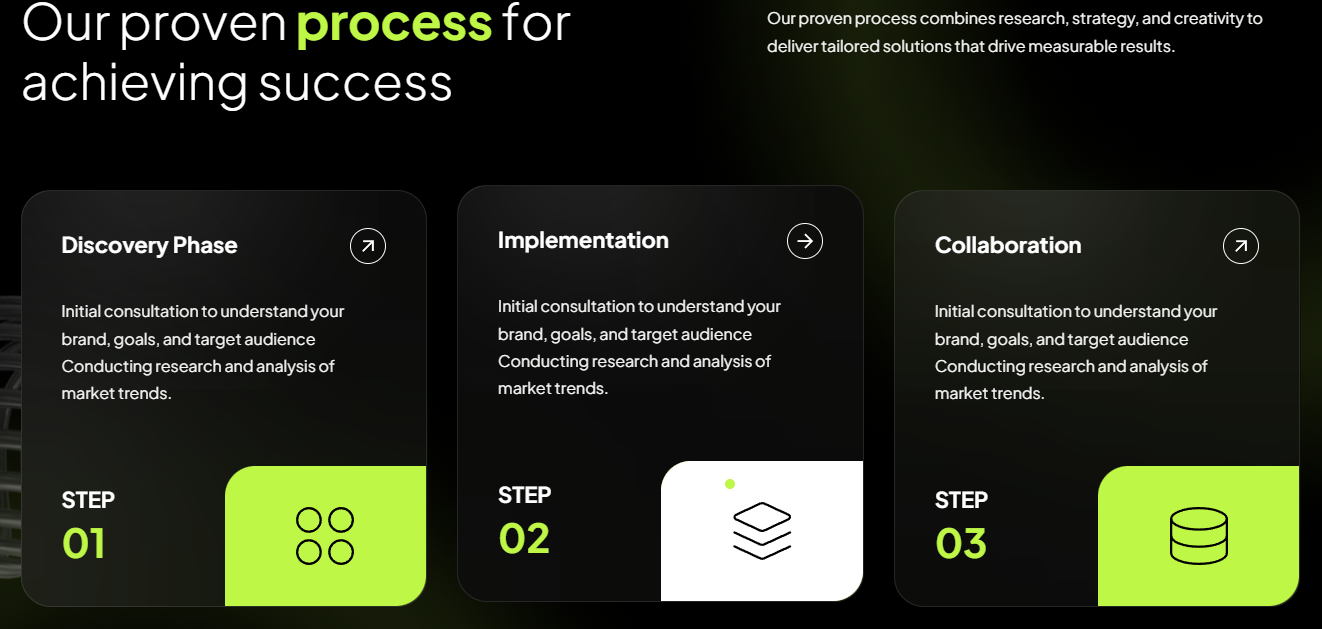 Our proven process for
achieving success
Our proven process combines research, strategy, and creativity to
deliver tailored solutions that drive measurable results.
Discovery Phase
Initial consultation to understand your
brand, goals, and target audience
Conducting research and analysis of
market trends.
STEP
01
Implementation
Initial consultation to understand your
brand, goals, and target audience
Conducting research and analysis of
market trends.
STEP
02
Collaboration
Initial consultation to understand your
brand, goals, and target audience
Conducting research and analysis of
market trends.
STEP
03